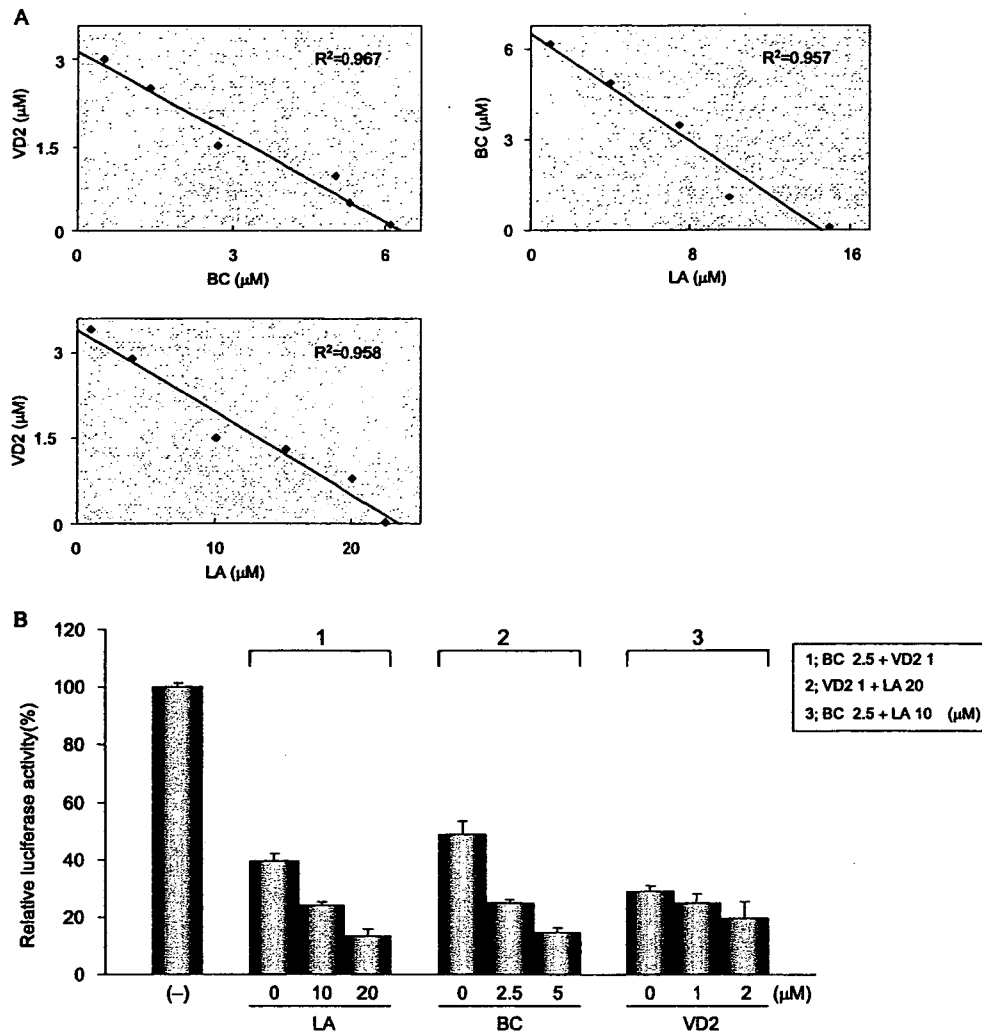 A
VD2 (µM)
3
1.5
0
R²=0.967
0 3 6
BC (µM)
BC (µM)
6
3
0
R²=0.957
0 8 16
LA (µM)
VD2 (µM)
3
1.5
0
R²=0.958
0 10 20
LA (µM)
B
Relative luciferase activity(%)
120
100
80
60
40
20
0
1 2 3
1; BC 2.5 + VD2 1
2; VD2 1 + LA 20
3; BC 2.5 + LA 10 (µM)
(–) 0 10 20 0 2.5 5 0 1 2 (µM)
LA BC VD2